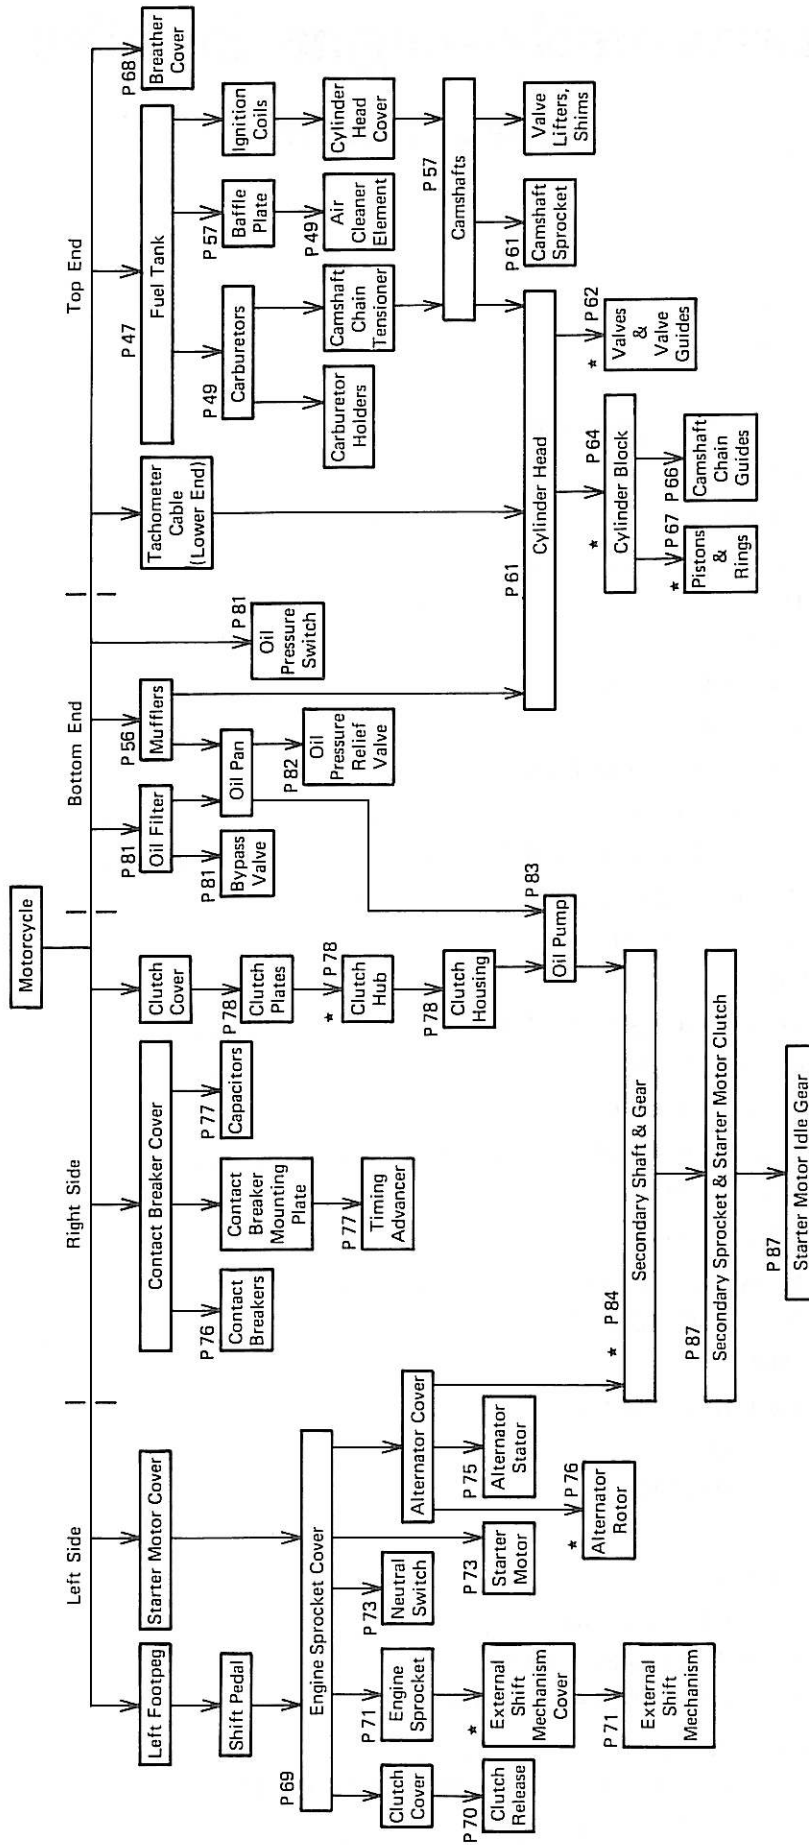 Motorcycle
Left Side
Right Side
Bottom End
Top End
Left Footpeg
Shift Pedal
Starter Motor Cover
P 69
Engine Sprocket Cover
Clutch
Cover
P 70
Clutch
Release
P 71
Engine
Sprocket
★
External
Shift
Mechanism
Cover
P 71
External
Shift
Mechanism
P 73
Neutral
Switch
P 73
Starter
Motor
Alternator Cover
P 75
Alternator
Stator
★ P 76
Alternator
Rotor
Contact Breaker Cover
P 76
Contact
Breakers
Contact
Breaker
Mounting
Plate
P 77
Timing
Advancer
P 77
Capacitors
Clutch
Cover
P 78
Clutch
Plates
★ P 78
Clutch
Hub
P 78
Clutch
Housing
P 83
Oil Pump
★ P 84
Secondary Shaft & Gear
P 87
Secondary Sprocket & Starter Motor Clutch
P 87
Starter Motor Idle Gear
P 81
Oil Filter
P 81
Bypass
Valve
P 56
Mufflers
Oil Pan
P 82
Oil
Pressure
Relief
Valve
P 81
Oil
Pressure
Switch
Tachometer
Cable
(Lower End)
P 47
Fuel Tank
P 49
Carburetors
Carburetor
Holders
Camshaft
Chain
Tensioner
P 57
Baffle
Plate
P 49
Air
Cleaner
Element
Ignition
Coils
Cylinder
Head
Cover
P 68
Breather
Cover
P 57
Camshafts
P 61
Camshaft
Sprocket
Valve
Lifters,
Shims
P 61
Cylinder Head
★ P 62
Valves
&
Valve
Guides
★ P 64
Cylinder Block
★ P 67
Pistons
&
Rings
P 66
Camshaft
Chain
Guides